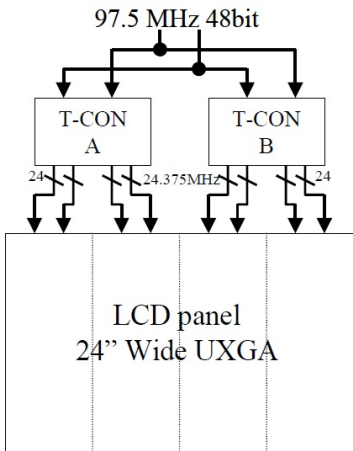 97.5 MHz 48bit
T-CON
A
T-CON
B
24
24.375MHz
24
LCD panel
24” Wide UXGA